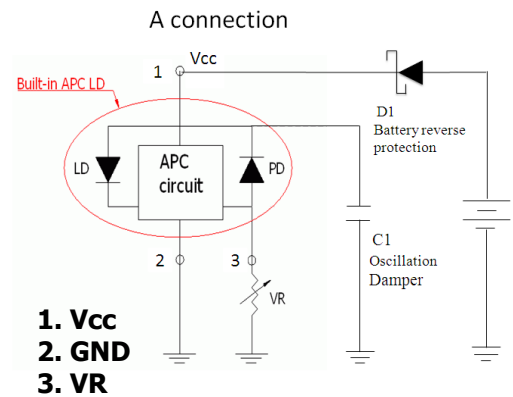 A connection
1
Vcc
Built-in APC LD
D1
Battery reverse
protection
LD
APC
circuit
PD
2
3
C1
Oscillation
Damper
VR
1. Vcc
2. GND
3. VR